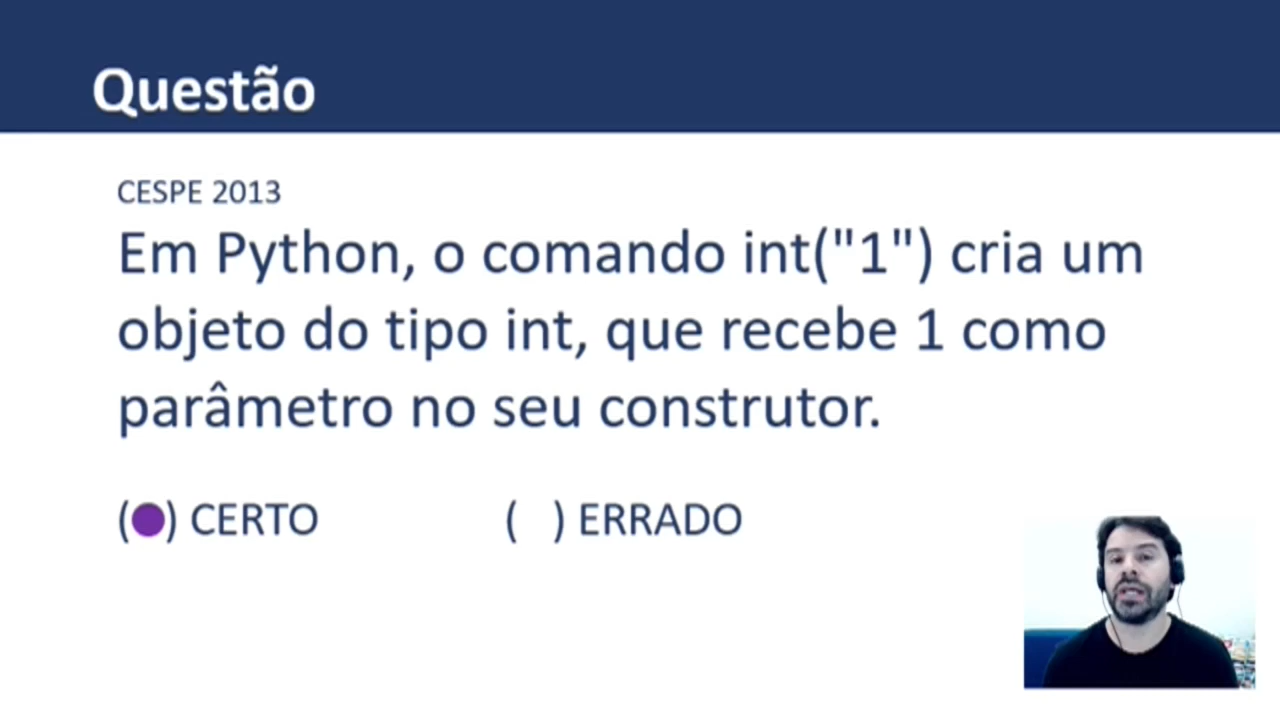 Questão
CESPE 2013
Em Python, o comando int("1") cria um
objeto do tipo int, que recebe 1 como
parâmetro no seu construtor.
(●) CERTO ( ) ERRADO